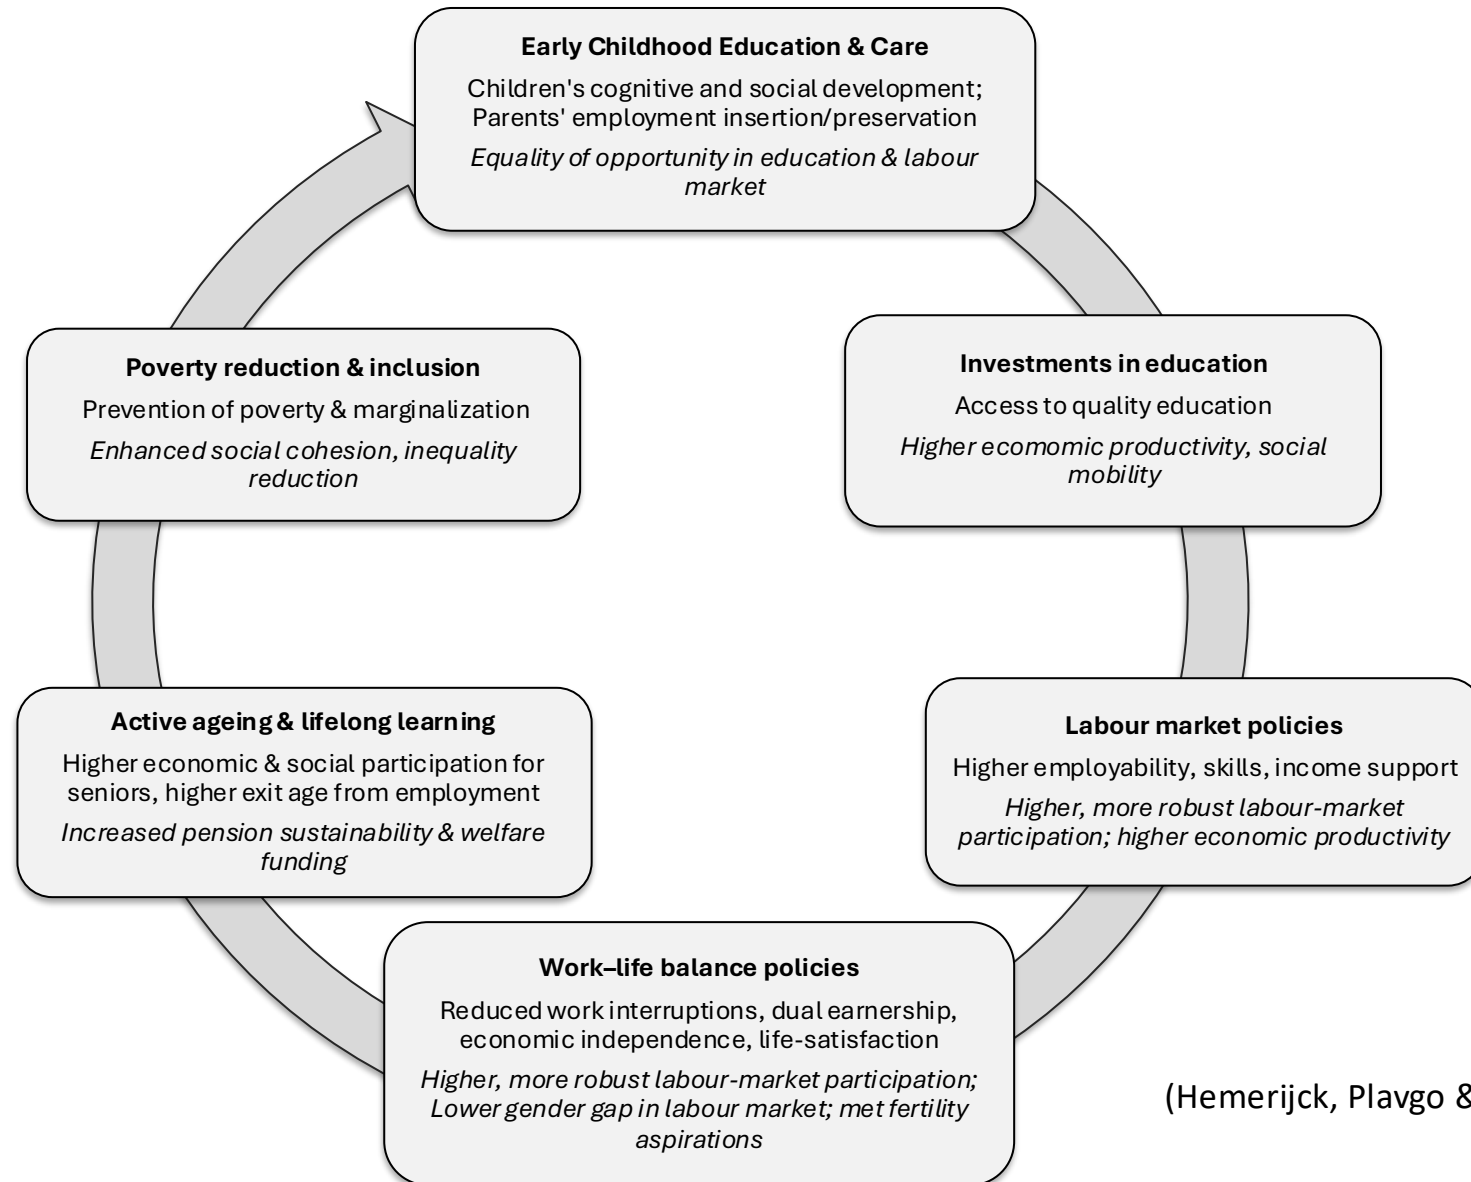 Early Childhood Education & Care
Children's cognitive and social development;
Parents' employment insertion/preservation
Equality of opportunity in education & labour
market
Investments in education
Access to quality education
Higher ecomomic productivity, social
mobility
Labour market policies
Higher employability, skills, income support
Higher, more robust labour-market
participation; higher economic productivity
Work–life balance policies
Reduced work interruptions, dual earnership,
economic independence, life-satisfaction
Higher, more robust labour-market participation;
Lower gender gap in labour market; met fertility
aspirations
Active ageing & lifelong learning
Higher economic & social participation for
seniors, higher exit age from employment
Increased pension sustainability & welfare
funding
Poverty reduction & inclusion
Prevention of poverty & marginalization
Enhanced social cohesion, inequality
reduction
(Hemerijck, Plavgo &